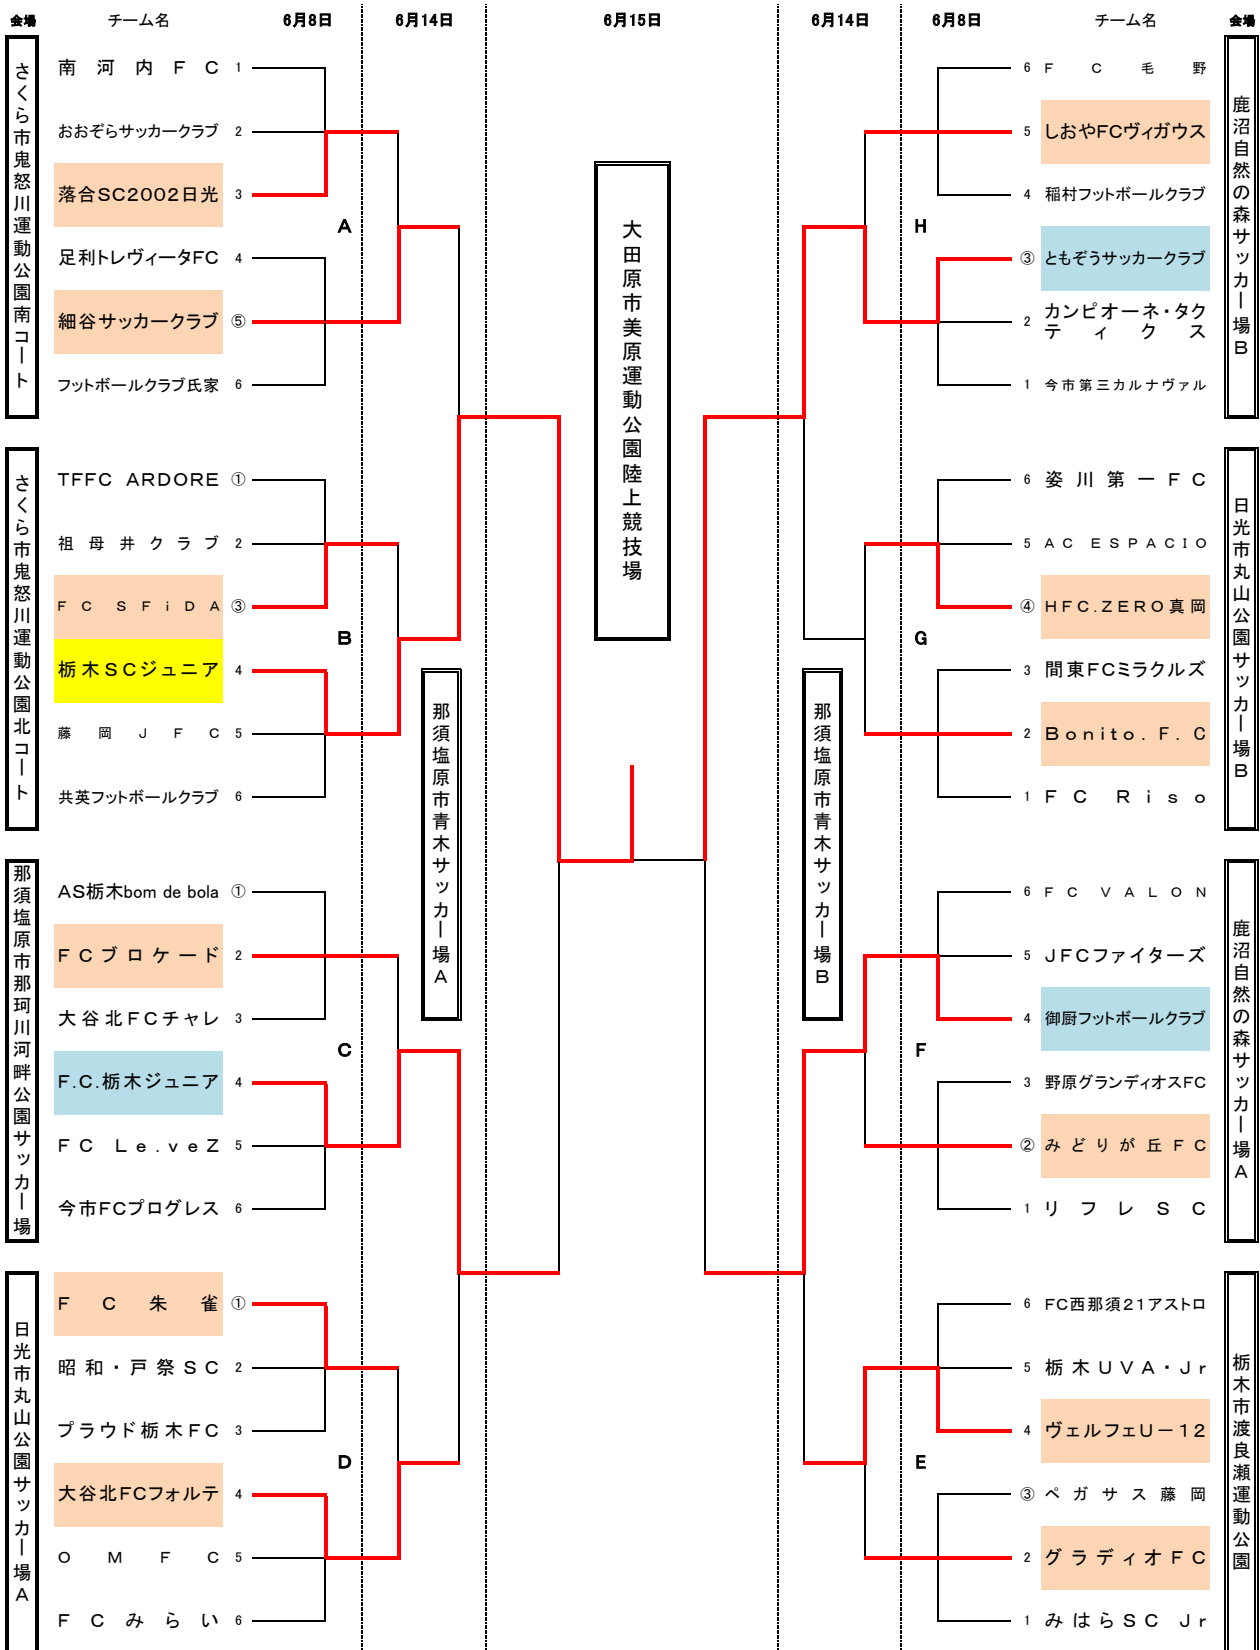 会場 チーム名 6月8日 6月14日 6月15日 6月14日 6月8日 チーム名 会場
さくら市鬼怒川運動公園南コート
南河内FC 1
おおぞらサッカークラブ 2
落合SC2002日光 3
A
足利トレヴィータFC 4
細谷サッカークラブ ⑤
フットボールクラブ氏家 6
さくら市鬼怒川運動公園北コート
TFFC ARDORE ①
祖母井クラブ 2
FC SFiDA ③
B
栃木SCジュニア 4
藤岡JFC 5
共英フットボールクラブ 6
那須塩原市那珂川河畔公園サッカー場
AS栃木bom de bola ①
FCブロケード 2
大谷北FCチャレ 3
C
F.C.栃木ジュニア 4
FC Le.veZ 5
今市FCプログレス 6
日光市丸山公園サッカー場A
FC朱雀 ①
昭和・戸祭SC 2
プラウド栃木FC 3
D
大谷北FCフォルテ 4
OMFC 5
FCみらい 6
那須塩原市青木サッカー場A
大田原市美原運動公園陸上競技場
那須塩原市青木サッカー場B
6 FC毛野
5 しおやFCヴィガウス
4 稲村フットボールクラブ
H
③ ともぞうサッカークラブ
2 カンピオーネ・タク
ティクス
1 今市第三カルナヴァル
鹿沼自然の森サッカー場B
6 姿川第一FC
5 AC ESPACIO
④ HFC.ZERO真岡
G
3 間東FCミラクルズ
2 Bonito.F.C
1 FC Riso
日光市丸山公園サッカー場B
6 FC VALON
5 JFCファイターズ
4 御厨フットボールクラブ
F
3 野原グランディオスFC
② みどりが丘FC
1 リフレSC
鹿沼自然の森サッカー場A
6 FC西那須21アストロ
5 栃木UVA・Jr
4 ヴェルフェU－12
E
③ ペガサス藤岡
2 グラディオFC
1 みはらSC Jr
栃木市渡良瀬運動公園